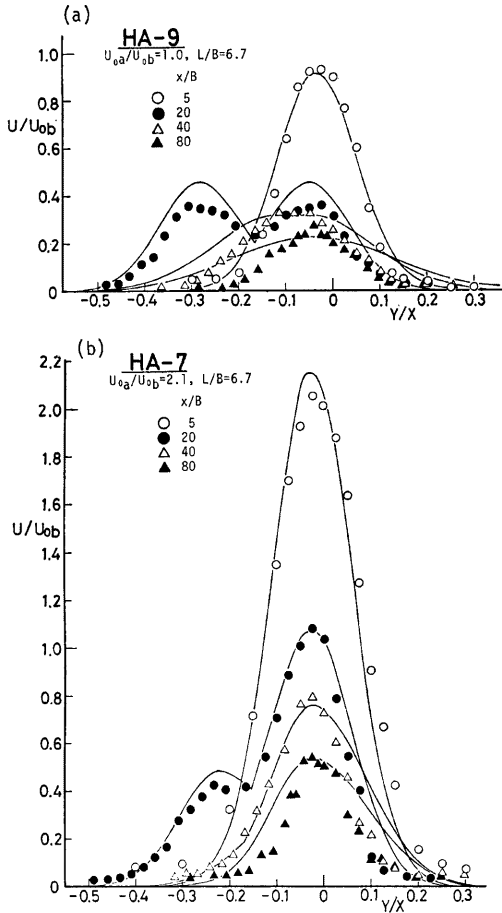 (a)
HA-9
U₀a/U₀b=1.0, L/B=6.7
x/B
○ 5
● 20
△ 40
▲ 80
U/U₀b
1.0
0.8
0.6
0.4
0.2
0
-0.5 -0.4 -0.3 -0.2 -0.1 0 0.1 0.2 0.3
Y/X
(b)
HA-7
U₀a/U₀b=2.1, L/B=6.7
x/B
○ 5
● 20
△ 40
▲ 80
U/U₀b
2.2
2.0
1.8
1.6
1.4
1.2
1.0
0.8
0.6
0.4
0.2
0
-0.5 -0.4 -0.3 -0.2 -0.1 0 0.1 0.2 0.3
Y/X